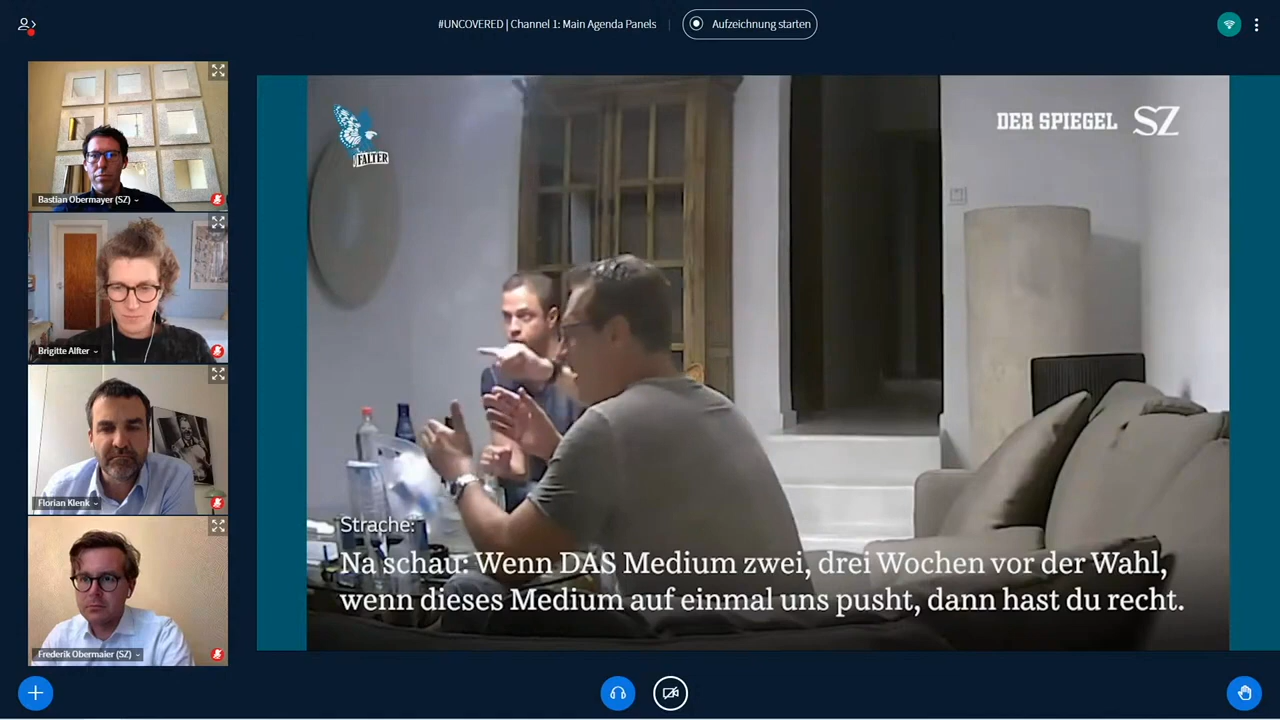 #UNCOVERED | Channel 1: Main Agenda Panels
Aufzeichnung starten
Bastian Obermayer (SZ)
Brigitte Alfter
Florian Klenk
Frederik Obermaier (SZ)
FALTER
DER SPIEGEL SZ
Strache:
Na schau: Wenn DAS Medium zwei, drei Wochen vor der Wahl,
wenn dieses Medium auf einmal uns pusht, dann hast du recht.